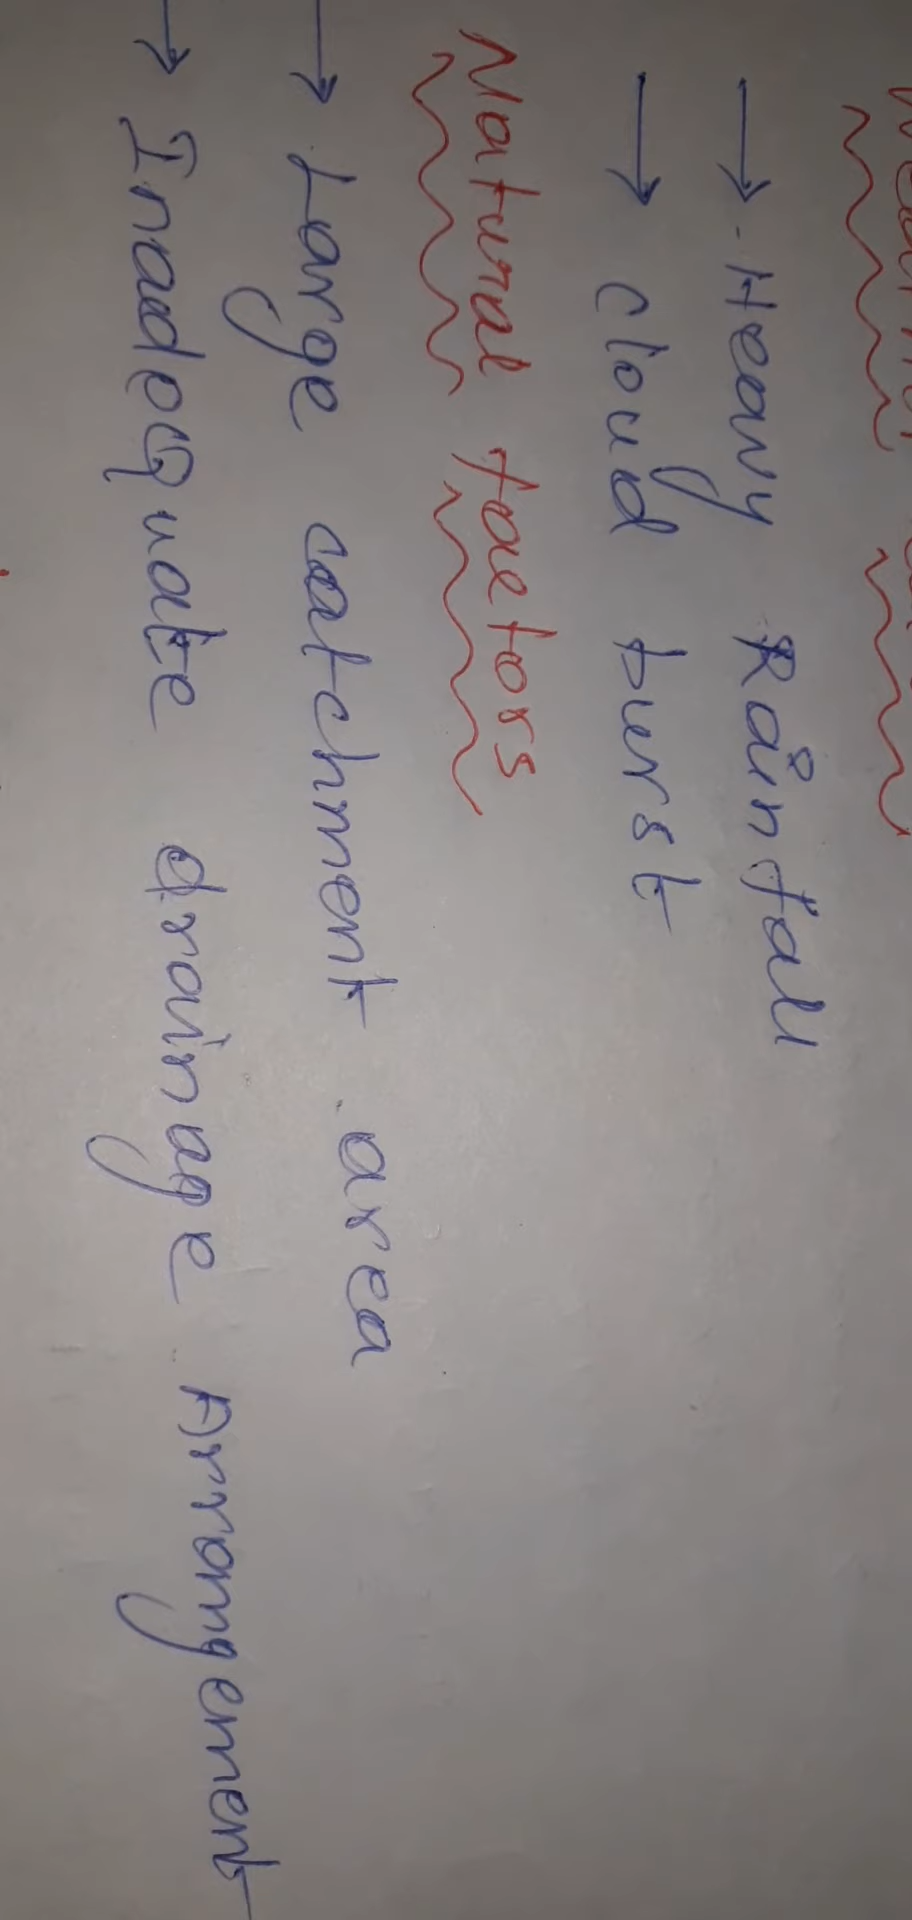 → Heavy Rainfall
→ cloud burst
Natural factors
→ Large catchment area
→ Inadequate drainage Arrangement